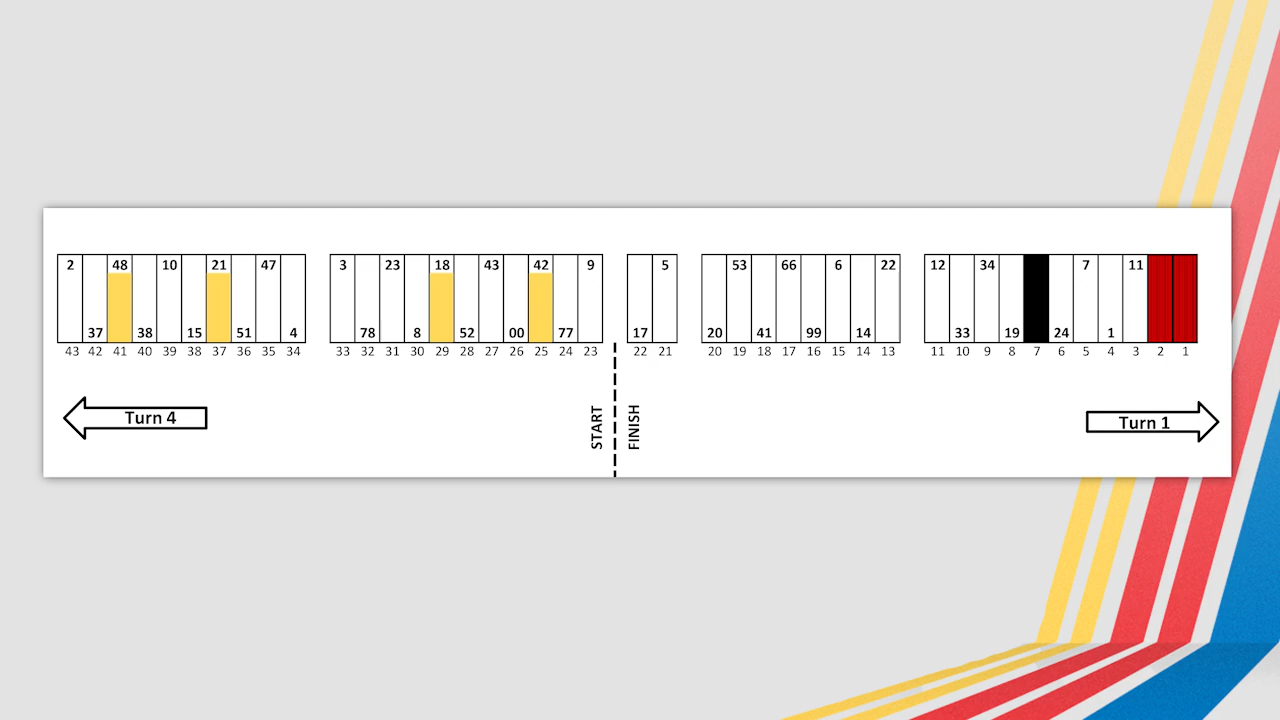 2 48 10 21 47 3 23 18 43 42 9 5 53 66 6 22 12 34 7 11
37 38 15 51 4 78 8 52 00 77 17 20 41 99 14 33 19 24 1
43 42 41 40 39 38 37 36 35 34 33 32 31 30 29 28 27 26 25 24 23 22 21 20 19 18 17 16 15 14 13 11 10 9 8 7 6 5 4 3 2 1
Turn 4
START
FINISH
Turn 1